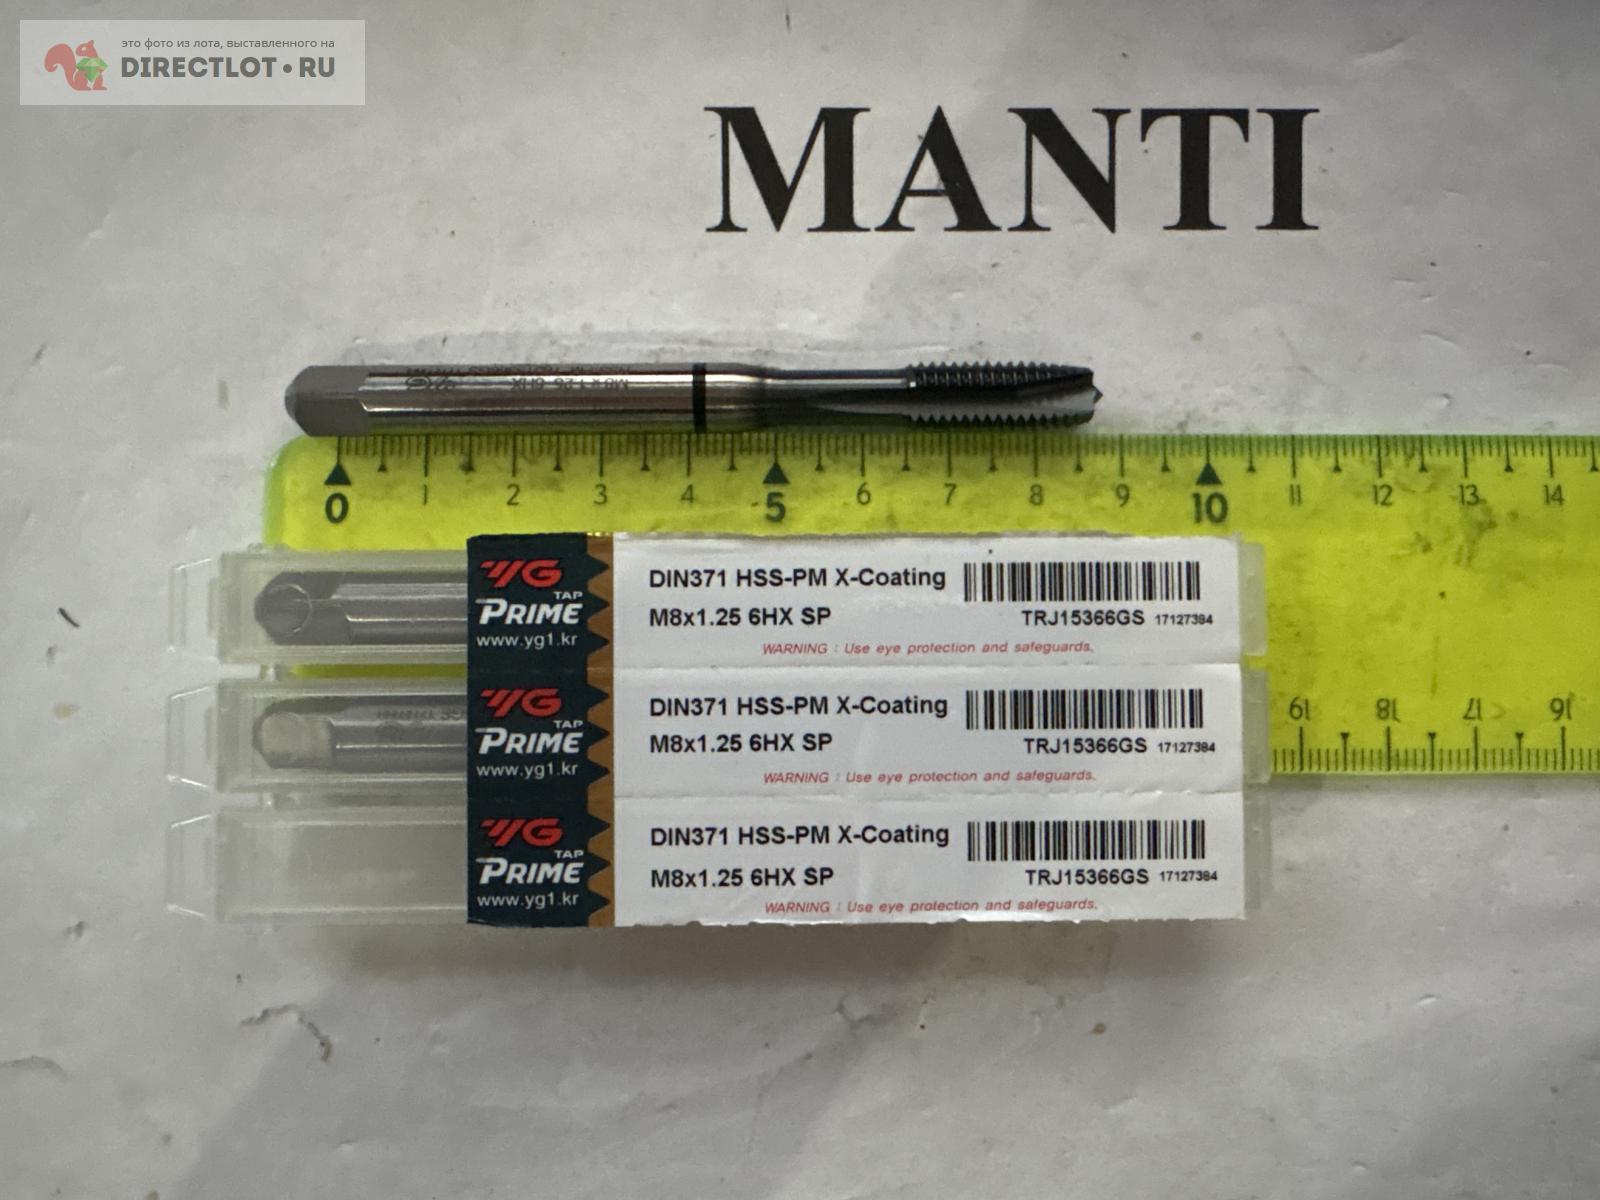 это фото из лота, выставленного на
DIRECTLOT•RU
MANTI
0 1 2 3 4 5 6 7 8 9 10 11 12 13 14
YG
TAP
PRIME
www.yg1.kr
DIN371 HSS-PM X-Coating
M8x1.25 6HX SP
TRJ15366GS 17127384
WARNING : Use eye protection and safeguards.
YG
TAP
PRIME
www.yg1.kr
DIN371 HSS-PM X-Coating
M8x1.25 6HX SP
TRJ15366GS 17127384
WARNING : Use eye protection and safeguards.
YG
TAP
PRIME
www.yg1.kr
DIN371 HSS-PM X-Coating
M8x1.25 6HX SP
TRJ15366GS 17127384
WARNING : Use eye protection and safeguards.
19 18 17 16